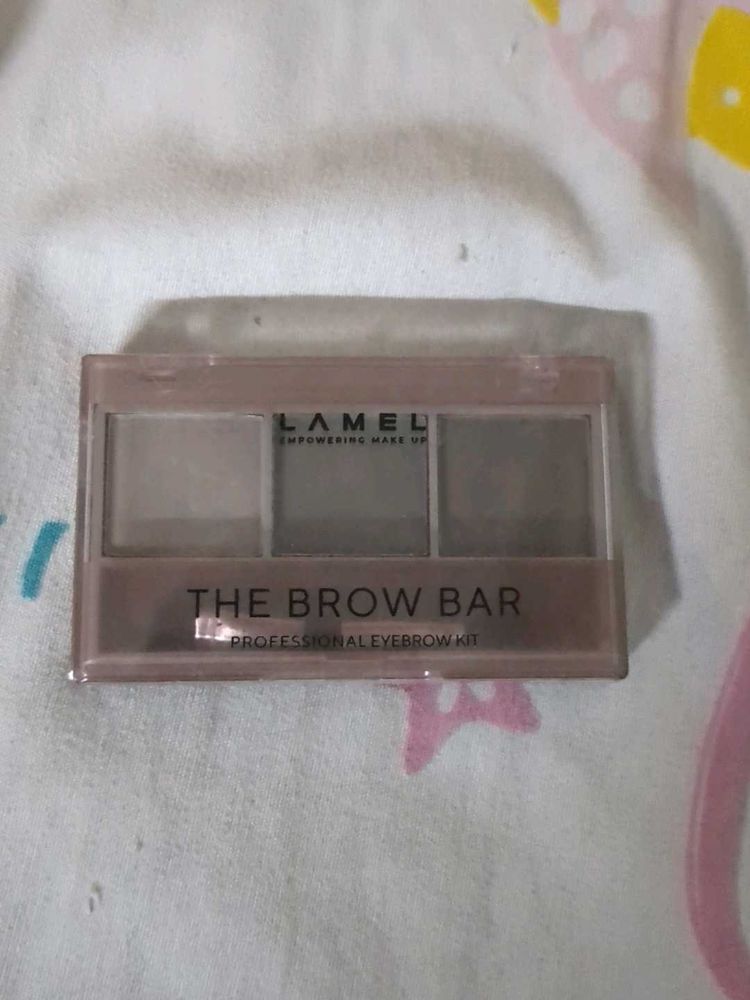 LAMEL
EMPOWERING MAKE UP
THE BROW BAR
PROFESSIONAL EYEBROW KIT